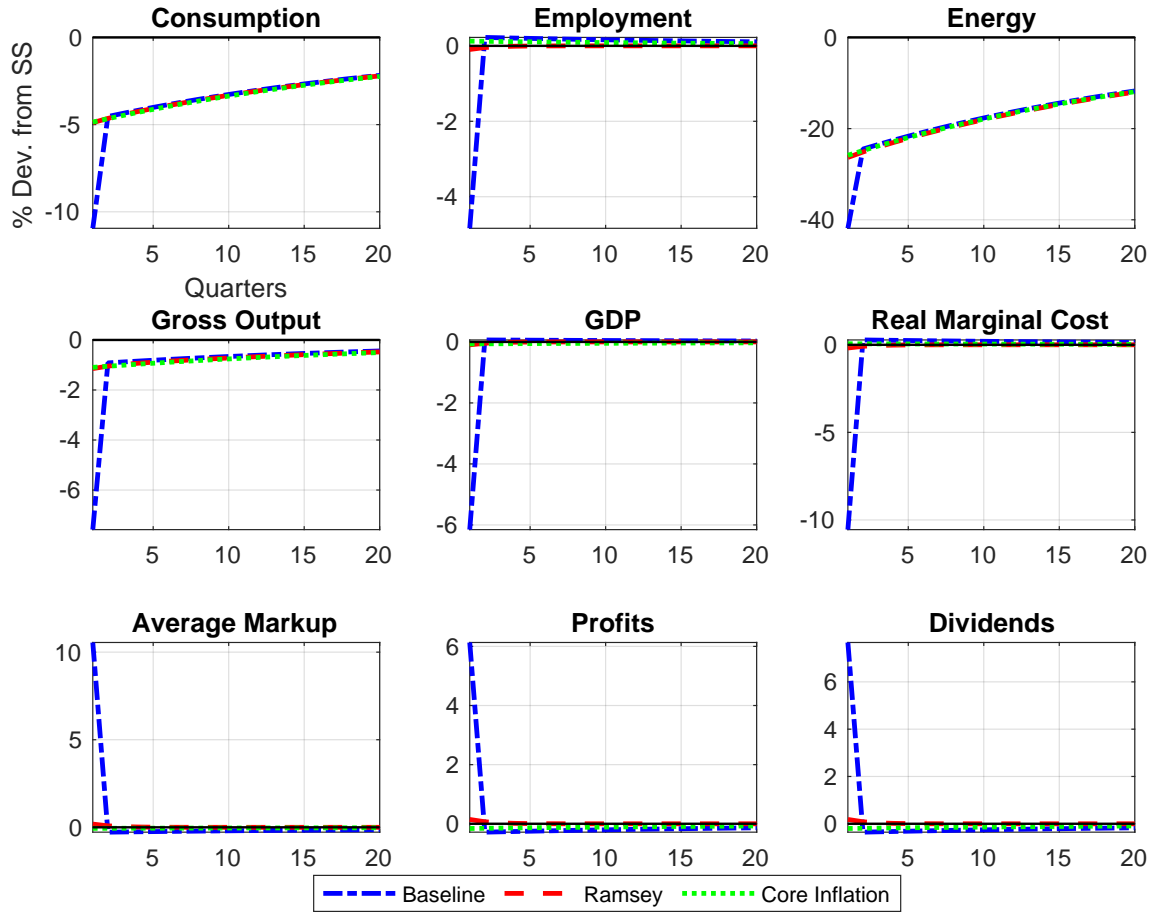 Consumption
Employment
Energy
% Dev. from SS
0
-5
-10
5 10 15 20
Quarters
0
-2
-4
5 10 15 20
0
-20
-40
5 10 15 20
Gross Output
GDP
Real Marginal Cost
0
-2
-4
-6
5 10 15 20
0
-2
-4
-6
5 10 15 20
0
-5
-10
5 10 15 20
Average Markup
Profits
Dividends
10
5
0
5 10 15 20
6
4
2
0
5 10 15 20
6
4
2
0
5 10 15 20
Baseline Ramsey Core Inflation